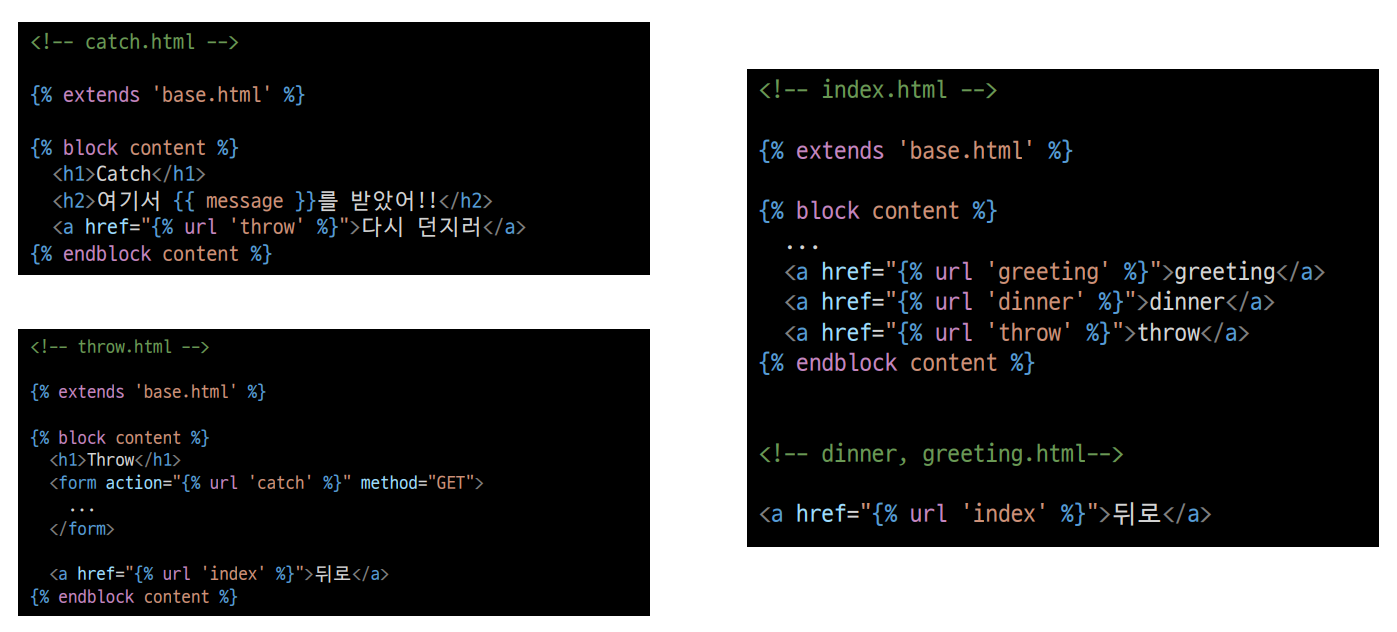 <!-- catch.html -->
{% extends 'base.html' %}
{% block content %}
<h1>Catch</h1>
<h2>여기서 {{ message }}를 받았어!!</h2>
<a href="{% url 'throw' %}">다시 던지러</a>
{% endblock content %}
<!-- throw.html -->
{% extends 'base.html' %}
{% block content %}
<h1>Throw</h1>
<form action="{% url 'catch' %}" method="GET">
...
</form>
<a href="{% url 'index' %}">뒤로</a>
{% endblock content %}
<!-- index.html -->
{% extends 'base.html' %}
{% block content %}
...
<a href="{% url 'greeting' %}">greeting</a>
<a href="{% url 'dinner' %}">dinner</a>
<a href="{% url 'throw' %}">throw</a>
{% endblock content %}
<!-- dinner, greeting.html-->
<a href="{% url 'index' %}">뒤로</a>